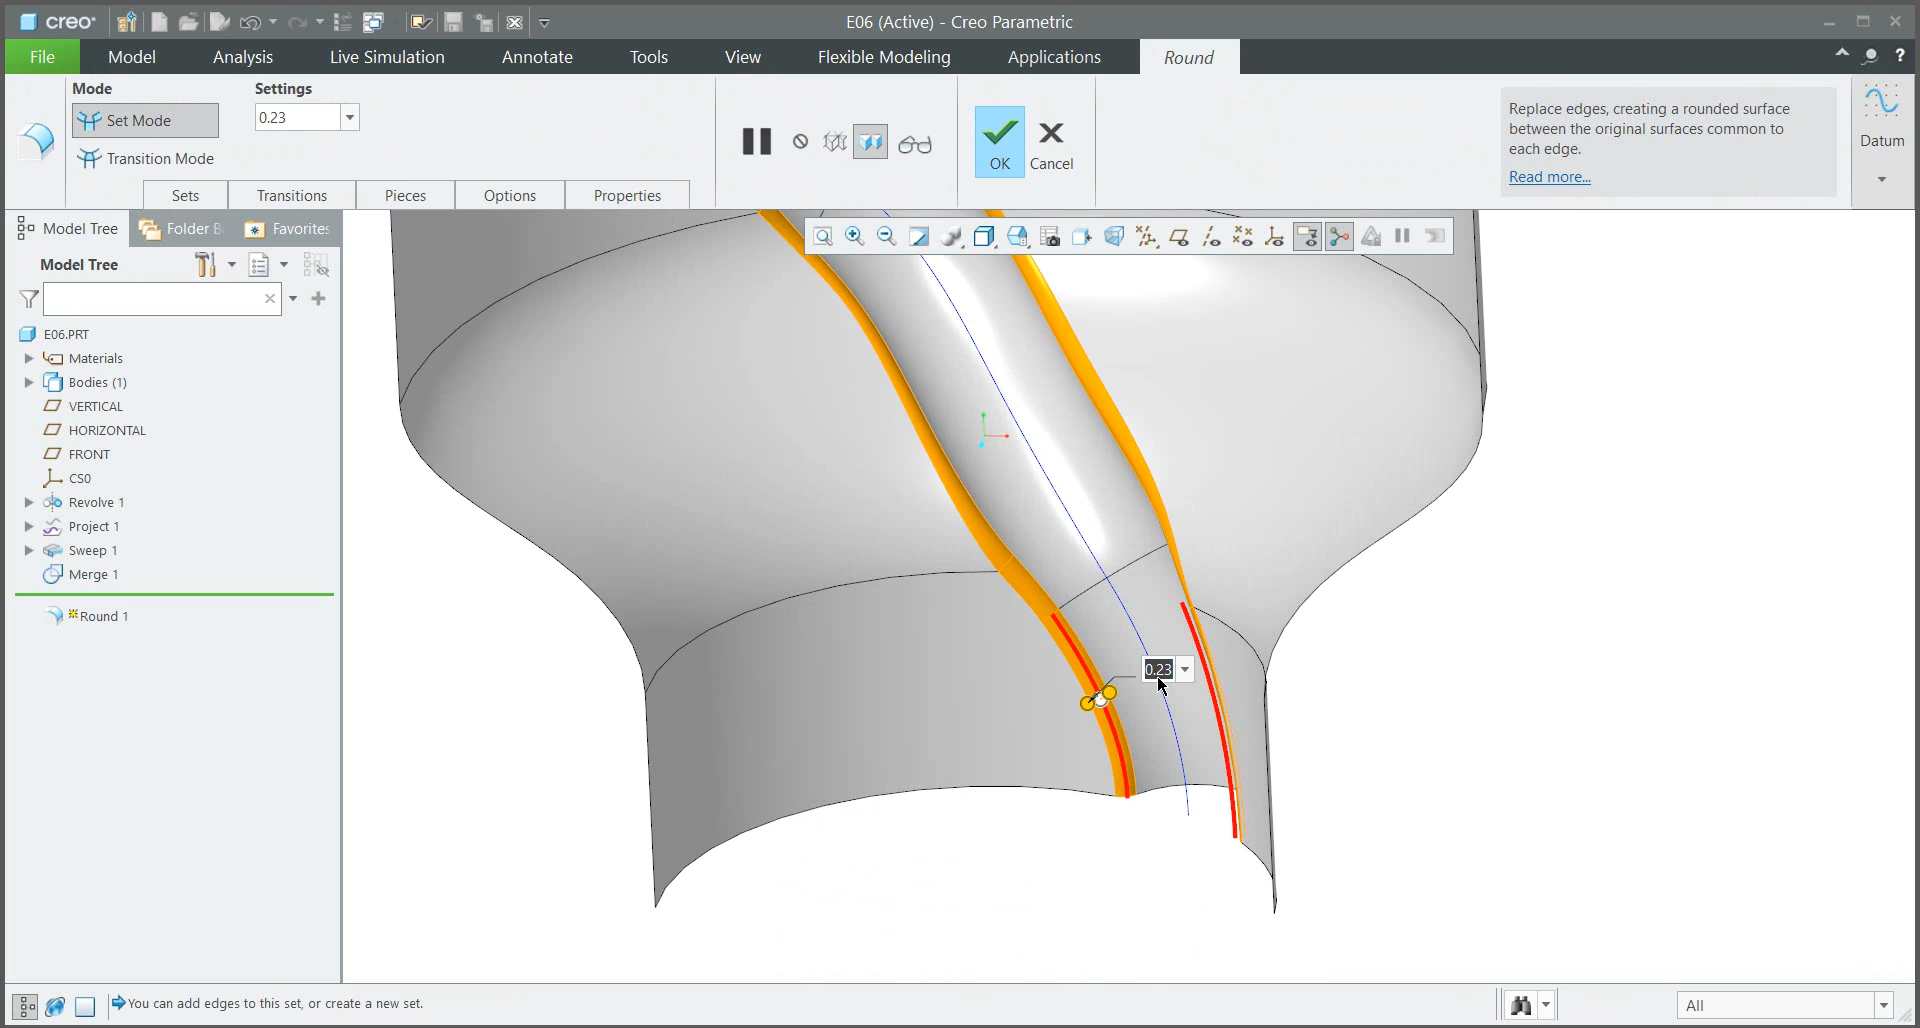 creo
E06 (Active) - Creo Parametric
File Model Analysis Live Simulation Annotate Tools View Flexible Modeling Applications Round
Mode
Set Mode
Transition Mode
Settings
0.23
OK
Cancel
Replace edges, creating a rounded surface
between the original surfaces common to
each edge.
Read more...
Datum
Sets Transitions Pieces Options Properties
Model Tree Folder B Favorites
Model Tree
E06.PRT
Materials
Bodies (1)
VERTICAL
HORIZONTAL
FRONT
CS0
Revolve 1
Project 1
Sweep 1
Merge 1
Round 1
0.23
You can add edges to this set, or create a new set.
All